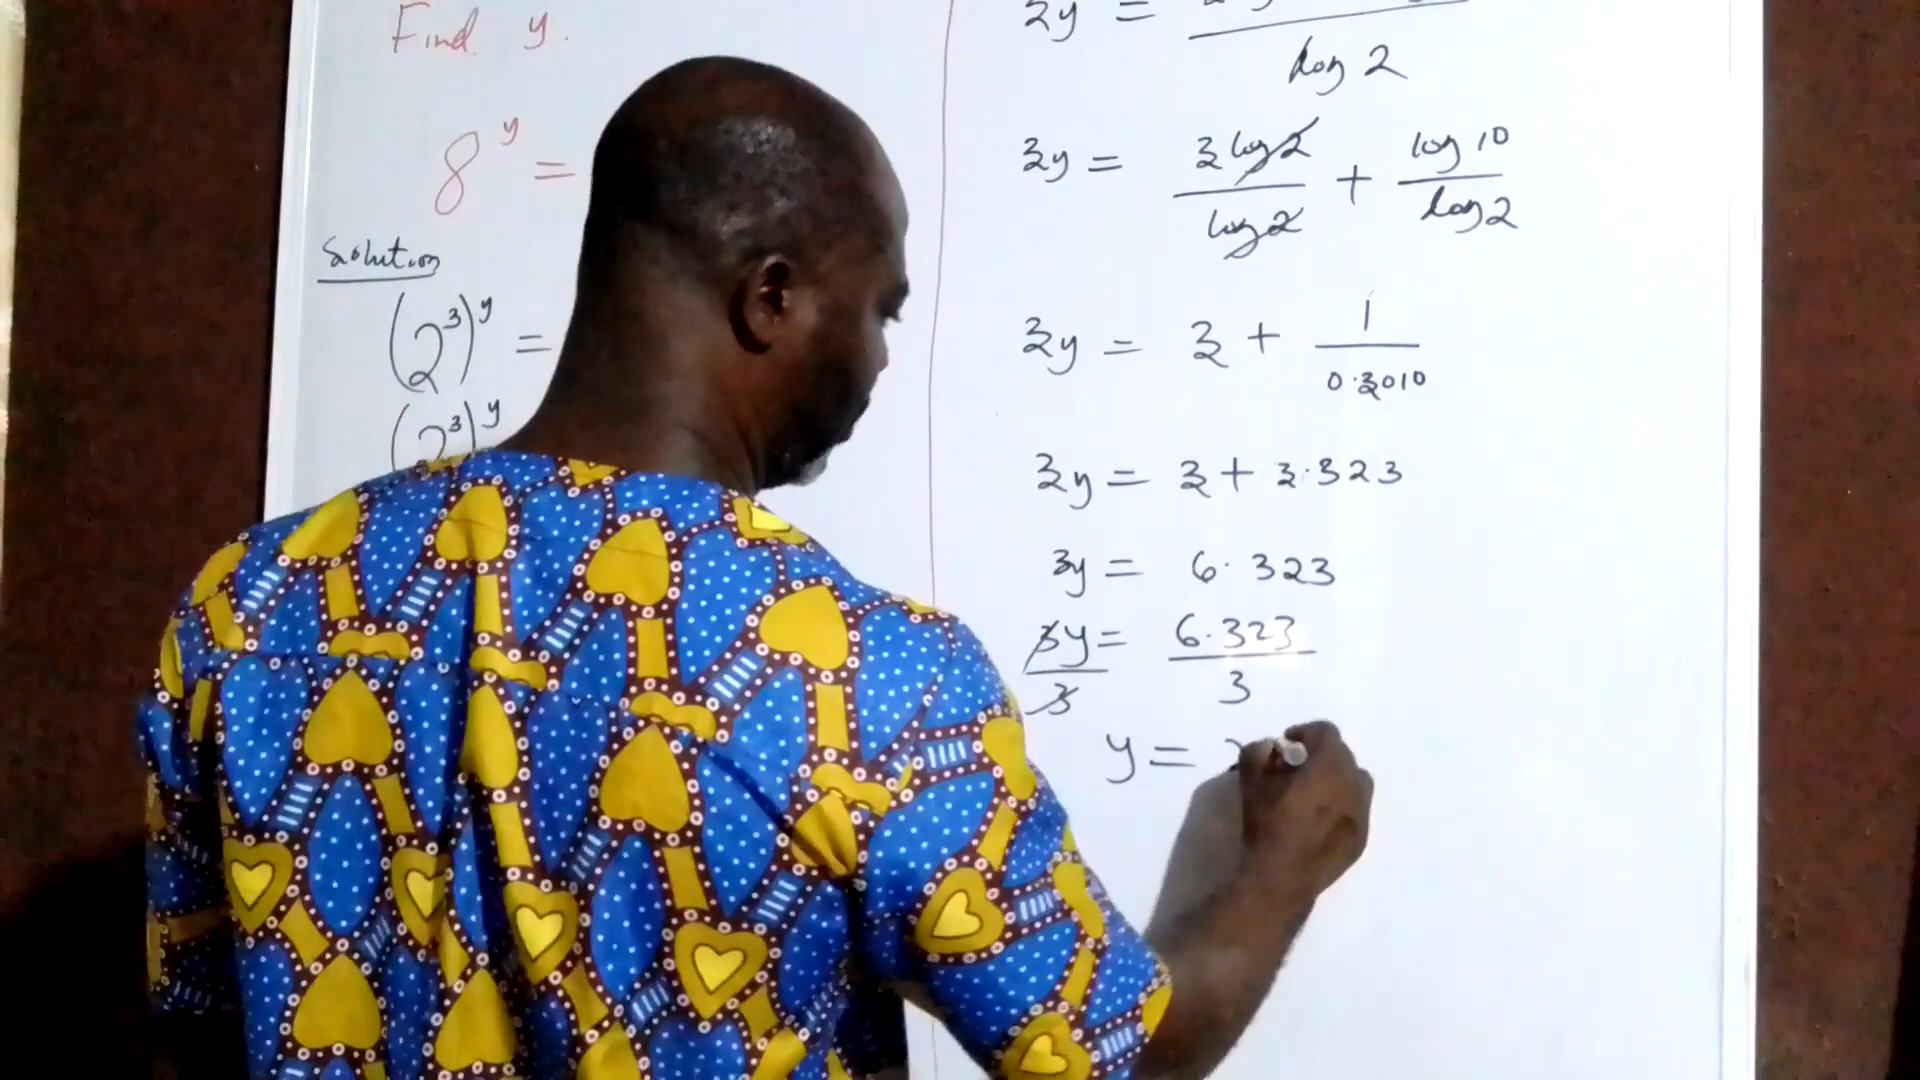 Find y.
8^y =
Solution
(2^3)^y =
(2^3)^y
3y =
log 2
3y = 3 log 2 / log 2 + log 10 / log 2
3y = 3 + 1 / 0.3010
3y = 3 + 3.323
3y = 6.323
3y / 3 = 6.323 / 3
y =